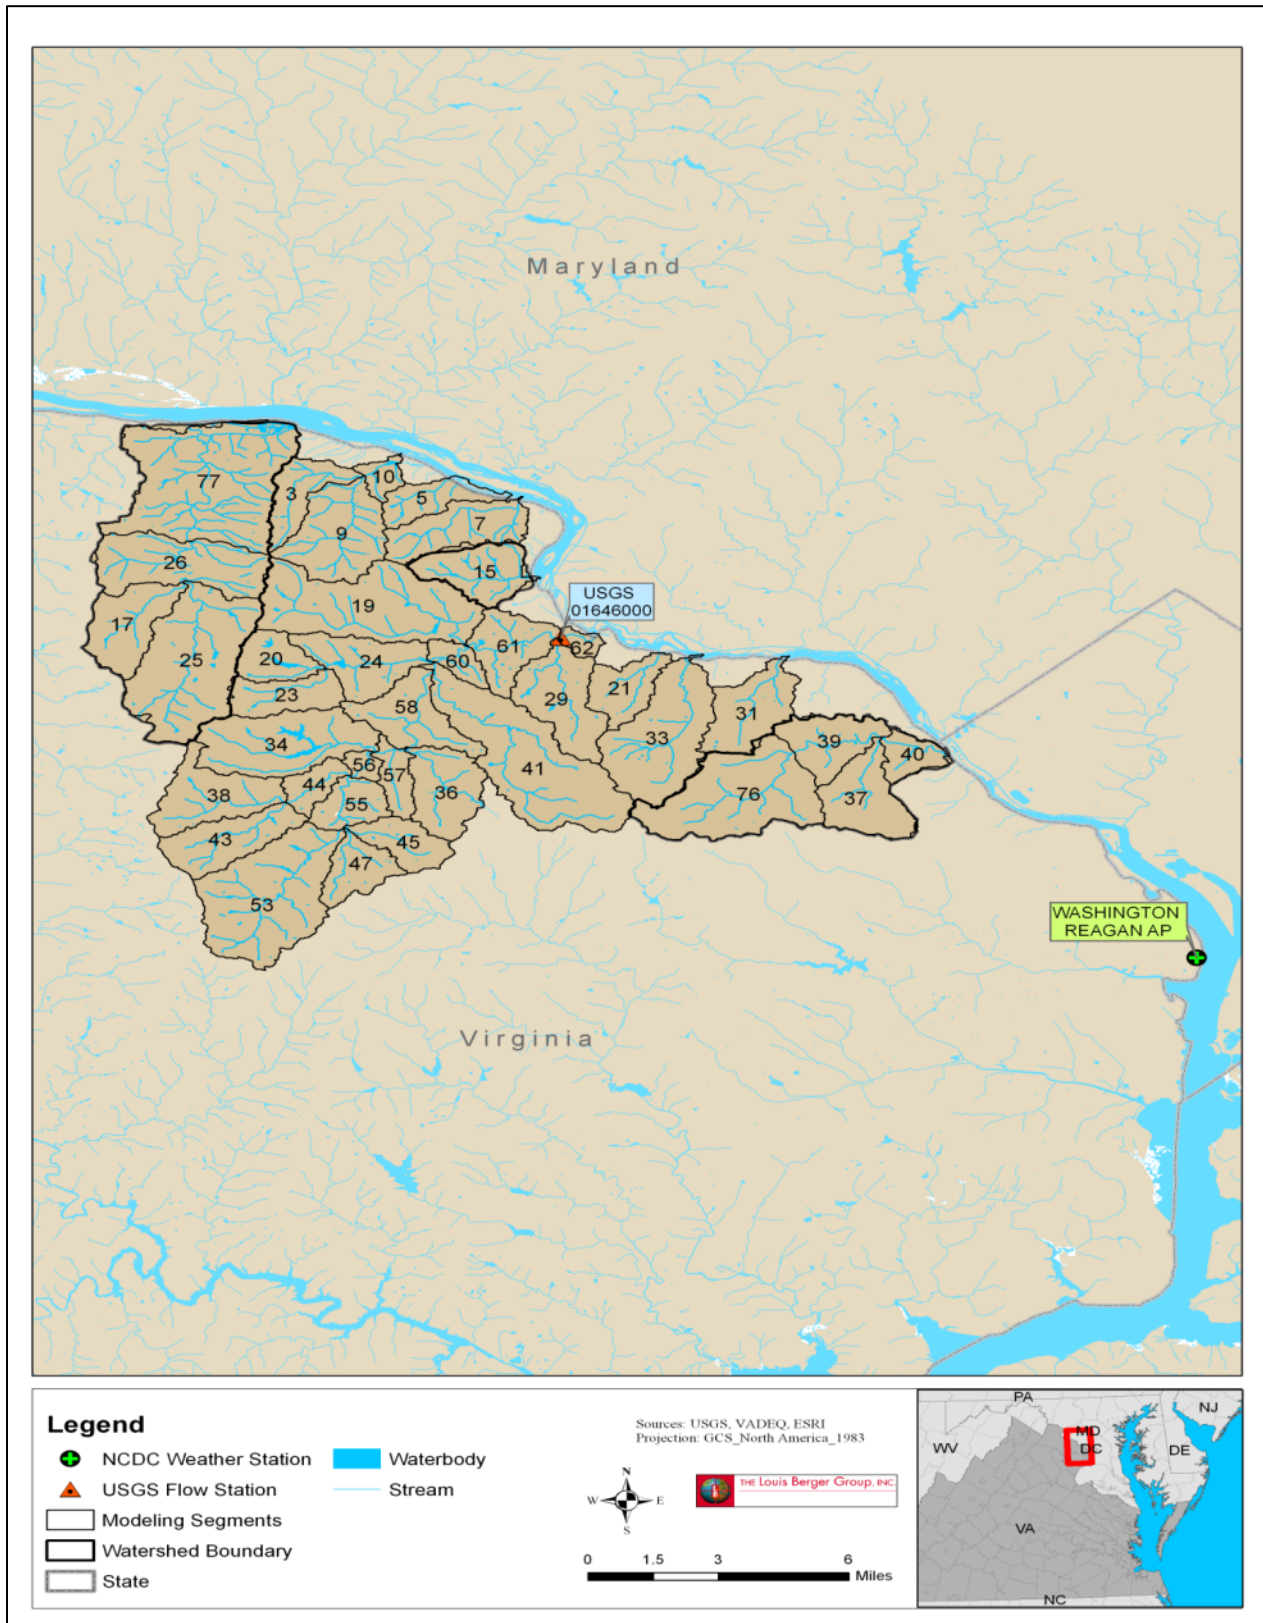 Maryland
77
10
3
5
7
9
26
15
USGS
01646000
19
17
61
62
20
24
60
25
21
23
29
58
31
33
34
39
40
56
41
57
44
38
36
76
37
55
43
45
47
53
WASHINGTON
REAGAN AP
Virginia
Legend
NCDC Weather Station
USGS Flow Station
Modeling Segments
Watershed Boundary
State
Waterbody
Stream
Sources: USGS, VADEQ, ESRI
Projection: GCS_North America_1983
N
W E
S
THE Louis Berger Group, INC.
0 1.5 3 6
Miles
PA
NJ
MD
WV
DC
DE
VA
NC